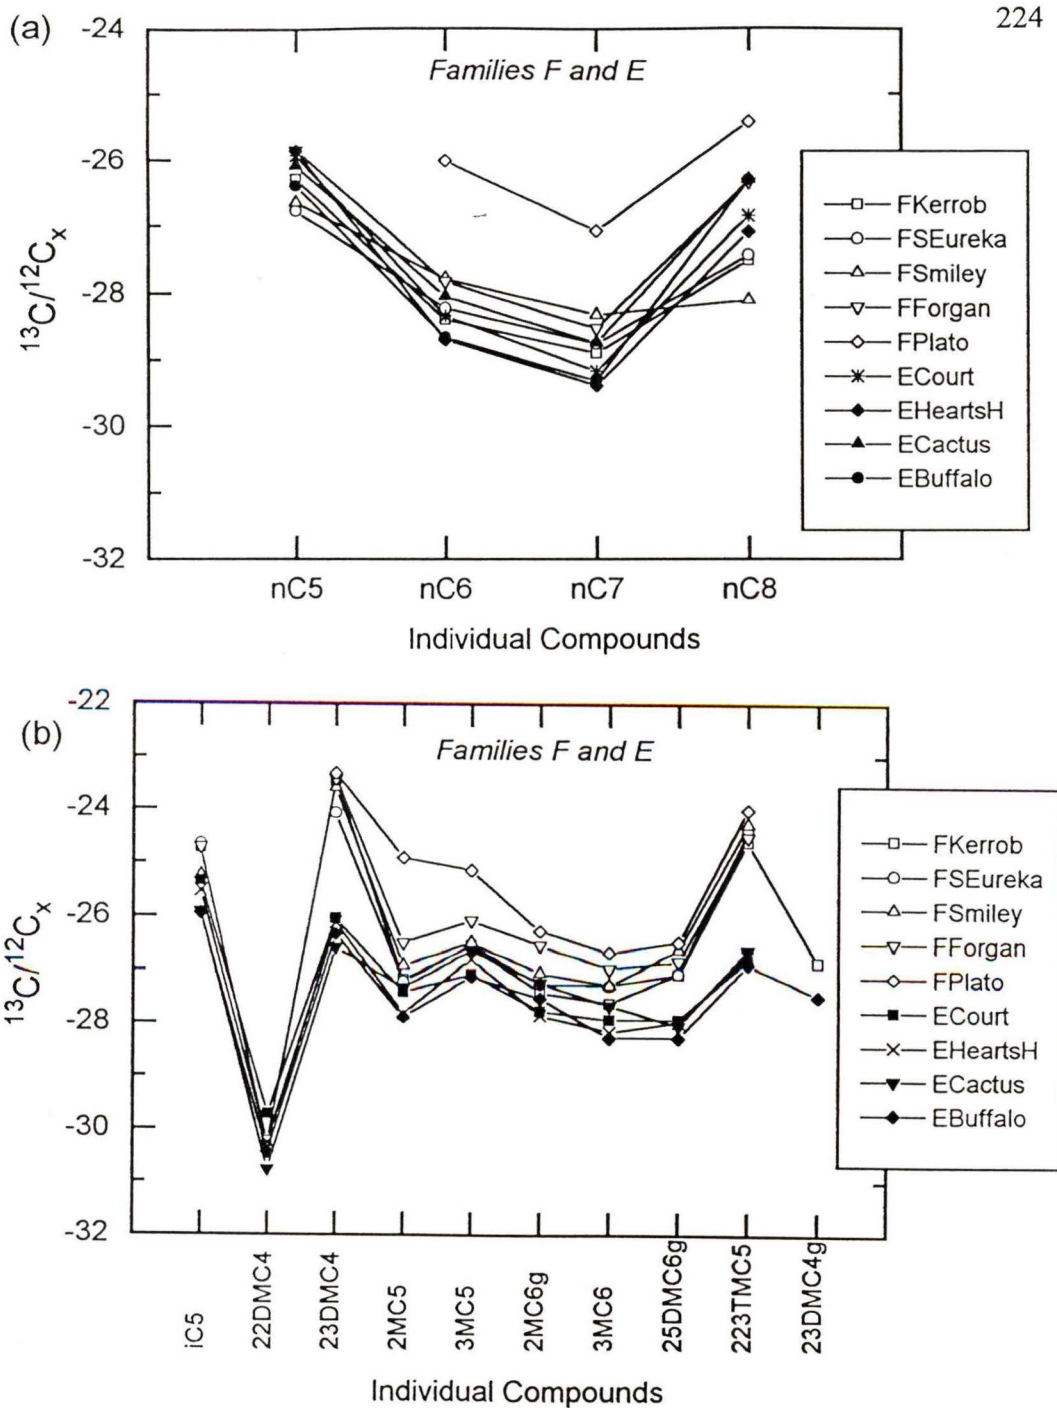 224
(a)
-24
-26
-28
-30
-32
¹³C/¹²Cₓ
Families F and E
FKerrob
FSEureka
FSmiley
FForgan
FPlato
ECourt
EHeartsH
ECactus
EBuffalo
nC5 nC6 nC7 nC8
Individual Compounds
(b)
-22
-24
-26
-28
-30
-32
¹³C/¹²Cₓ
Families F and E
FKerrob
FSEureka
FSmiley
FForgan
FPlato
ECourt
EHeartsH
ECactus
EBuffalo
iC5 22DMC4 23DMC4 2MC5 3MC5 2MC6g 3MC6 25DMC6g 223TMC5 23DMC4g
Individual Compounds